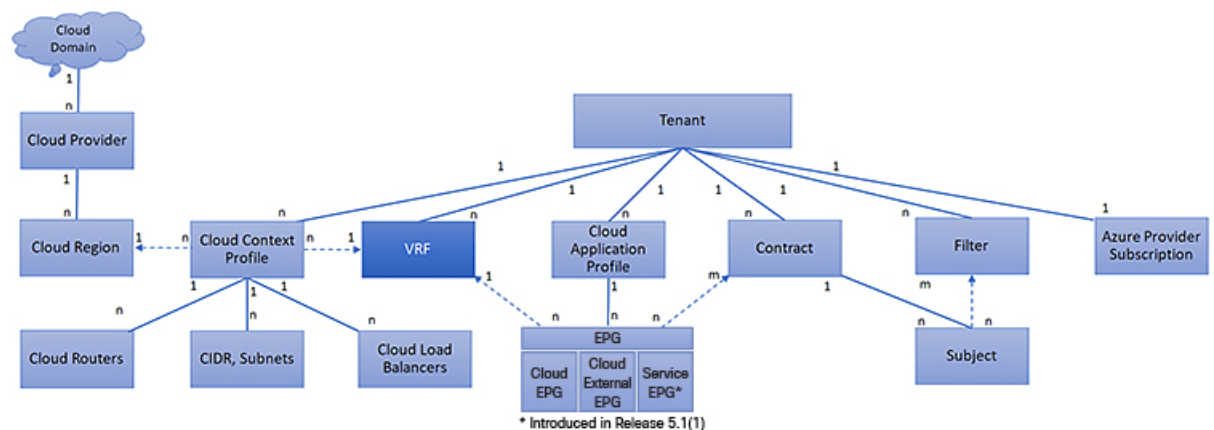 Cloud
Domain
1
n
Cloud Provider
Tenant
1
1
1
1
1
1
1
n
n
n
n
n
n
1
Cloud Region
1
n
Cloud Context
Profile
n
1
VRF
Cloud
Application
Profile
Contract
Filter
Azure Provider
Subscription
1
1
1
1
1
m
1
m
n
n
n
n
n
n
n
n
Cloud Routers
CIDR, Subnets
Cloud Load
Balancers
EPG
Cloud
EPG
Cloud
External
EPG
Service
EPG*
Subject
* Introduced in Release 5.1(1)